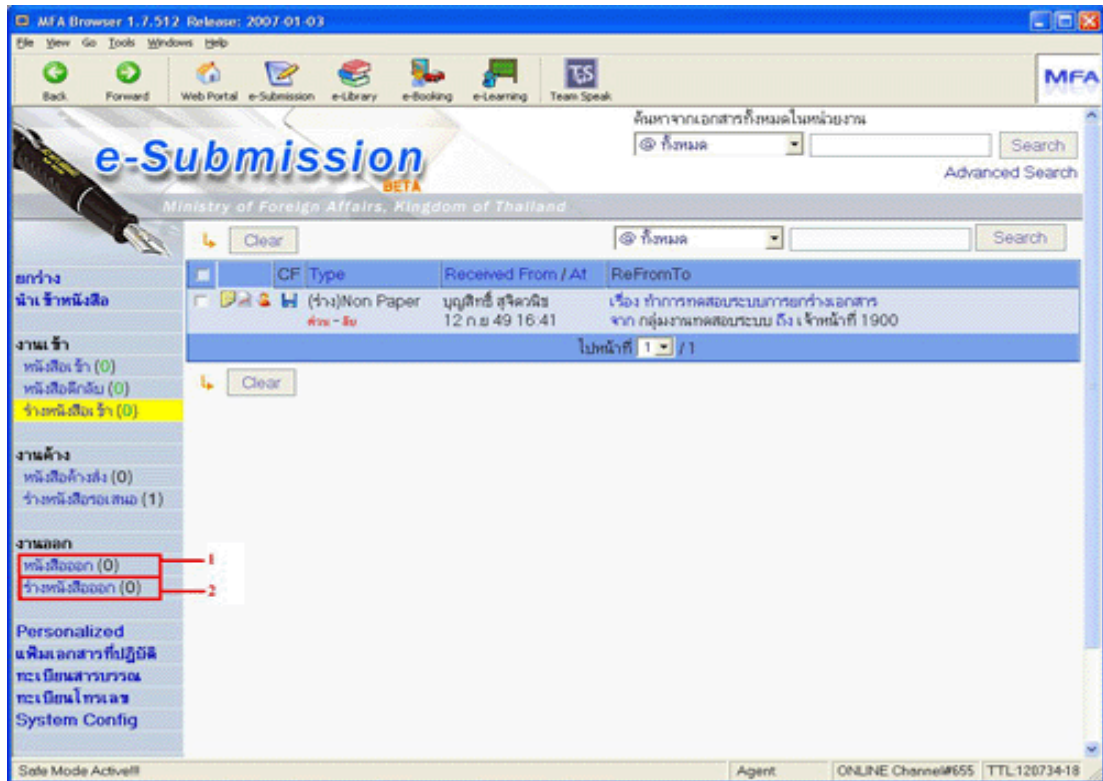 MFA Browser 1.7.512 Release: 2007-01-03
File View Go Tools Windows Help
Back Forward Web Portal e-Submission e-Library e-Booking e-Learning Team Speak
MFA
ค้นหาจากเอกสารทั้งหมดในหน่วยงาน
@ ทั้งหมด Search
Advanced Search
e-Submission
BETA
Ministry of Foreign Affairs, Kingdom of Thailand
Clear @ ทั้งหมด Search
CF Type Received From / At ReFromTo
(ร่าง)Non Paper บุญสิทธิ์ สุจิตวนิช เรื่อง ทำการทดสอบระบบการยกร่างเอกสาร
ด่วน - ลับ 12 ก.ย 49 16:41 จาก กลุ่มงานทดสอบระบบ ถึง เจ้าหน้าที่ 1900
ไปหน้าที่ 1 / 1
Clear
ยกร่าง
นำเข้าหนังสือ
งานเข้า
หนังสือเข้า (0)
หนังสือตีกลับ (0)
ร่างหนังสือเข้า (0)
งานค้าง
หนังสือค้างส่ง (0)
ร่างหนังสือรอเสนอ (1)
งานออก
หนังสือออก (0) 1
ร่างหนังสือออก (0) 2
Personalized
แฟ้มเอกสารที่ปฏิบัติ
ทะเบียนสารบรรณ
ทะเบียนโทรเลข
System Config
Safe Mode Active!!! Agent: ONLINE Channel#655 TTL:120734-18